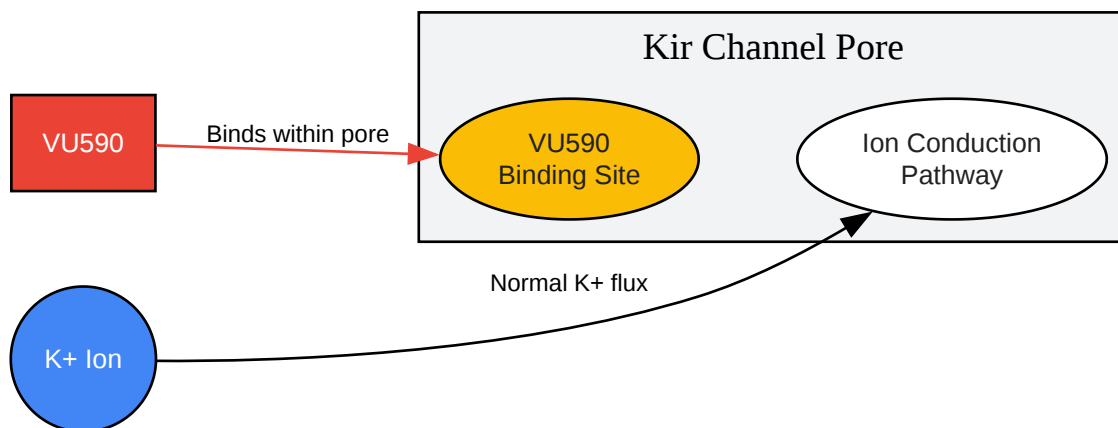 Kir Channel Pore
VU590
Binds within pore
VU590
Binding Site
Ion Conduction
Pathway
Normal K+ flux
K+ Ion